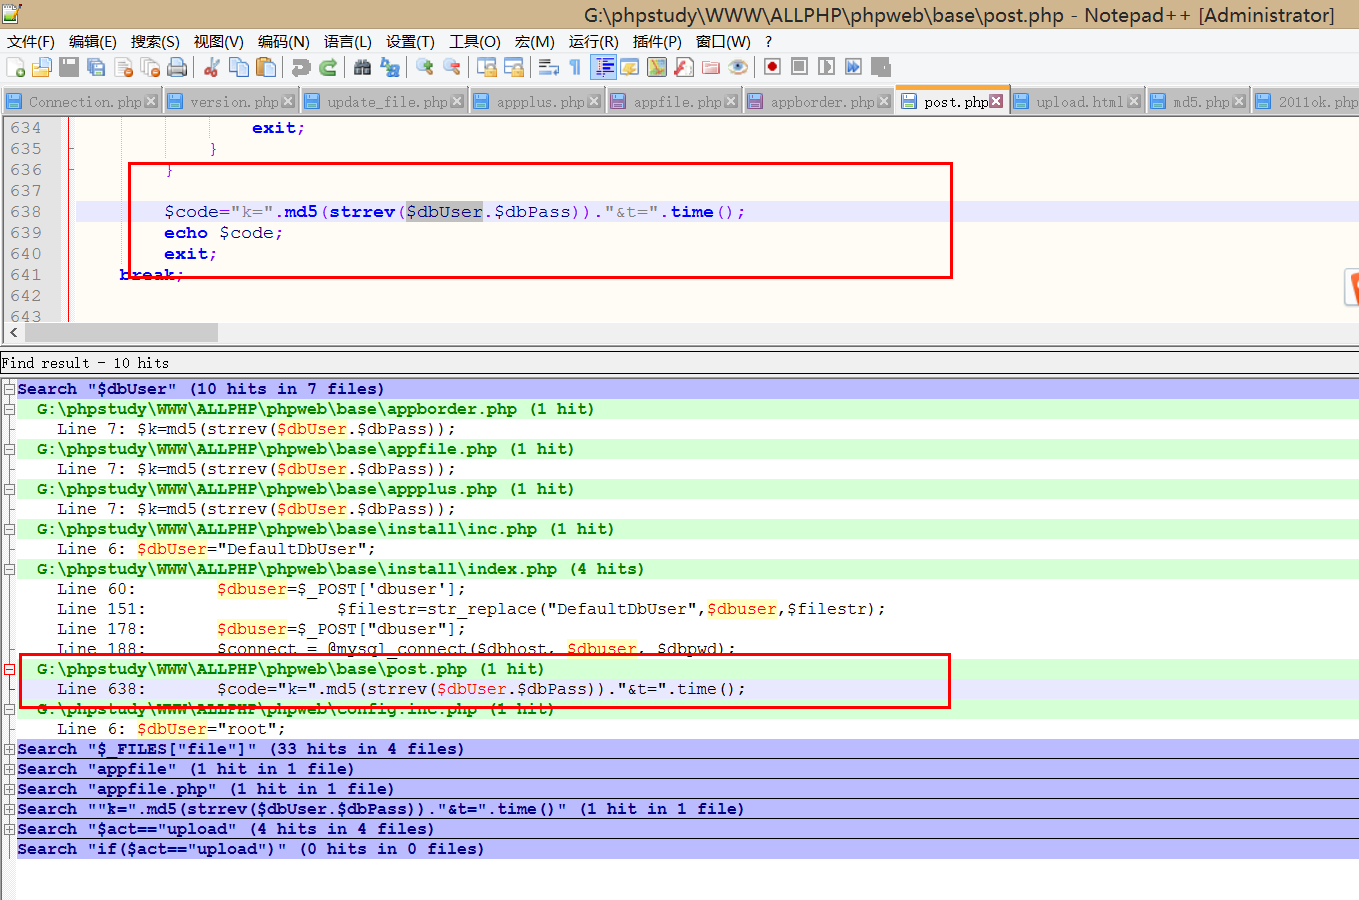 G:\phpstudy\WWW\ALLPHP\phpweb\base\post.php - Notepad++ [Administrator]
文件(F) 编辑(E) 搜索(S) 视图(V) 编码(N) 语言(L) 设置(T) 工具(O) 宏(M) 运行(R) 插件(P) 窗口(W) ?
Connection.php version.php update_file.php appplus.php appfile.php appborder.php post.php upload.html md5.php 2011ok.php
634 exit;
635 }
636 }
637
638 $code="k=".md5(strrev($dbUser.$dbPass))."&t=".time();
639 echo $code;
640 exit;
641 break;
642
643
Find result - 10 hits
Search "$dbUser" (10 hits in 7 files)
G:\phpstudy\WWW\ALLPHP\phpweb\base\appborder.php (1 hit)
Line 7: $k=md5(strrev($dbUser.$dbPass));
G:\phpstudy\WWW\ALLPHP\phpweb\base\appfile.php (1 hit)
Line 7: $k=md5(strrev($dbUser.$dbPass));
G:\phpstudy\WWW\ALLPHP\phpweb\base\appplus.php (1 hit)
Line 7: $k=md5(strrev($dbUser.$dbPass));
G:\phpstudy\WWW\ALLPHP\phpweb\base\install\inc.php (1 hit)
Line 6: $dbUser="DefaultDbUser";
G:\phpstudy\WWW\ALLPHP\phpweb\base\install\index.php (4 hits)
Line 60: $dbuser=$_POST['dbuser'];
Line 151: $filestr=str_replace("DefaultDbUser",$dbuser,$filestr);
Line 178: $dbuser=$_POST["dbuser"];
Line 188: $connect = @mysql_connect($dbhost, $dbuser, $dbpwd);
G:\phpstudy\WWW\ALLPHP\phpweb\base\post.php (1 hit)
Line 638: $code="k=".md5(strrev($dbUser.$dbPass))."&t=".time();
G:\phpstudy\WWW\ALLPHP\phpweb\config.inc.php (1 hit)
Line 6: $dbUser="root";
Search "$_FILES["file"]" (33 hits in 4 files)
Search "appfile" (1 hit in 1 file)
Search "appfile.php" (1 hit in 1 file)
Search ""k=".md5(strrev($dbUser.$dbPass))."&t=".time()" (1 hit in 1 file)
Search "$act=="upload" (4 hits in 4 files)
Search "if($act=="upload")" (0 hits in 0 files)